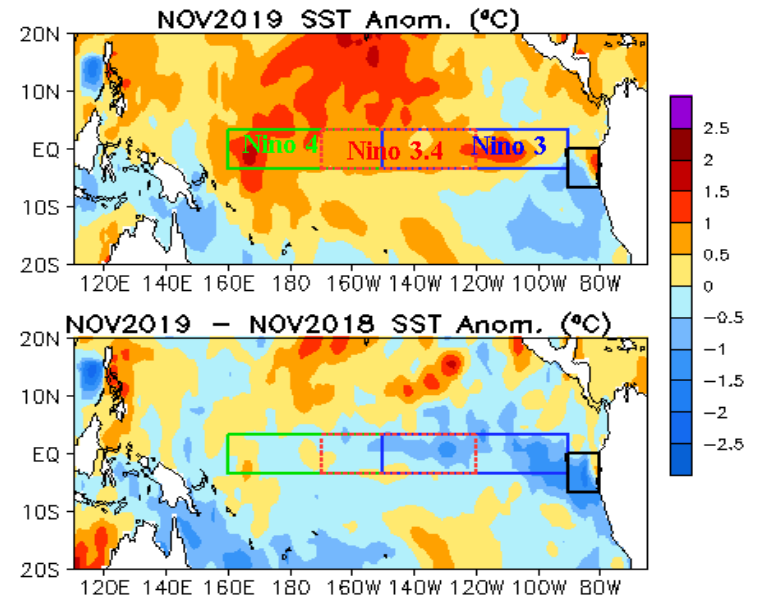 NOV2019 SST Anom. (ºC)
20N
10N
EQ
10S
20S
Nino 4
Nino 3.4
Nino 3
120E 140E 160E 180 160W 140W 120W 100W 80W
NOV2019 – NOV2018 SST Anom. (ºC)
20N
10N
EQ
10S
20S
120E 140E 160E 180 160W 140W 120W 100W 80W
2.5
2
1.5
1
0.5
0
−0.5
−1
−1.5
−2
−2.5